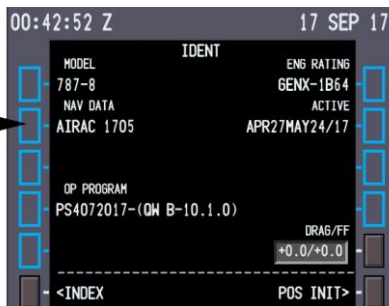 00:42:52 Z 17 SEP 17
IDENT
MODEL ENG RATING
787-8 GENX-1B64
NAV DATA ACTIVE
AIRAC 1705 APR27MAY24/17
OP PROGRAM
PS4072017-(QW B-10.1.0)
DRAG/FF
+0.0/+0.0
<INDEX POS INIT>